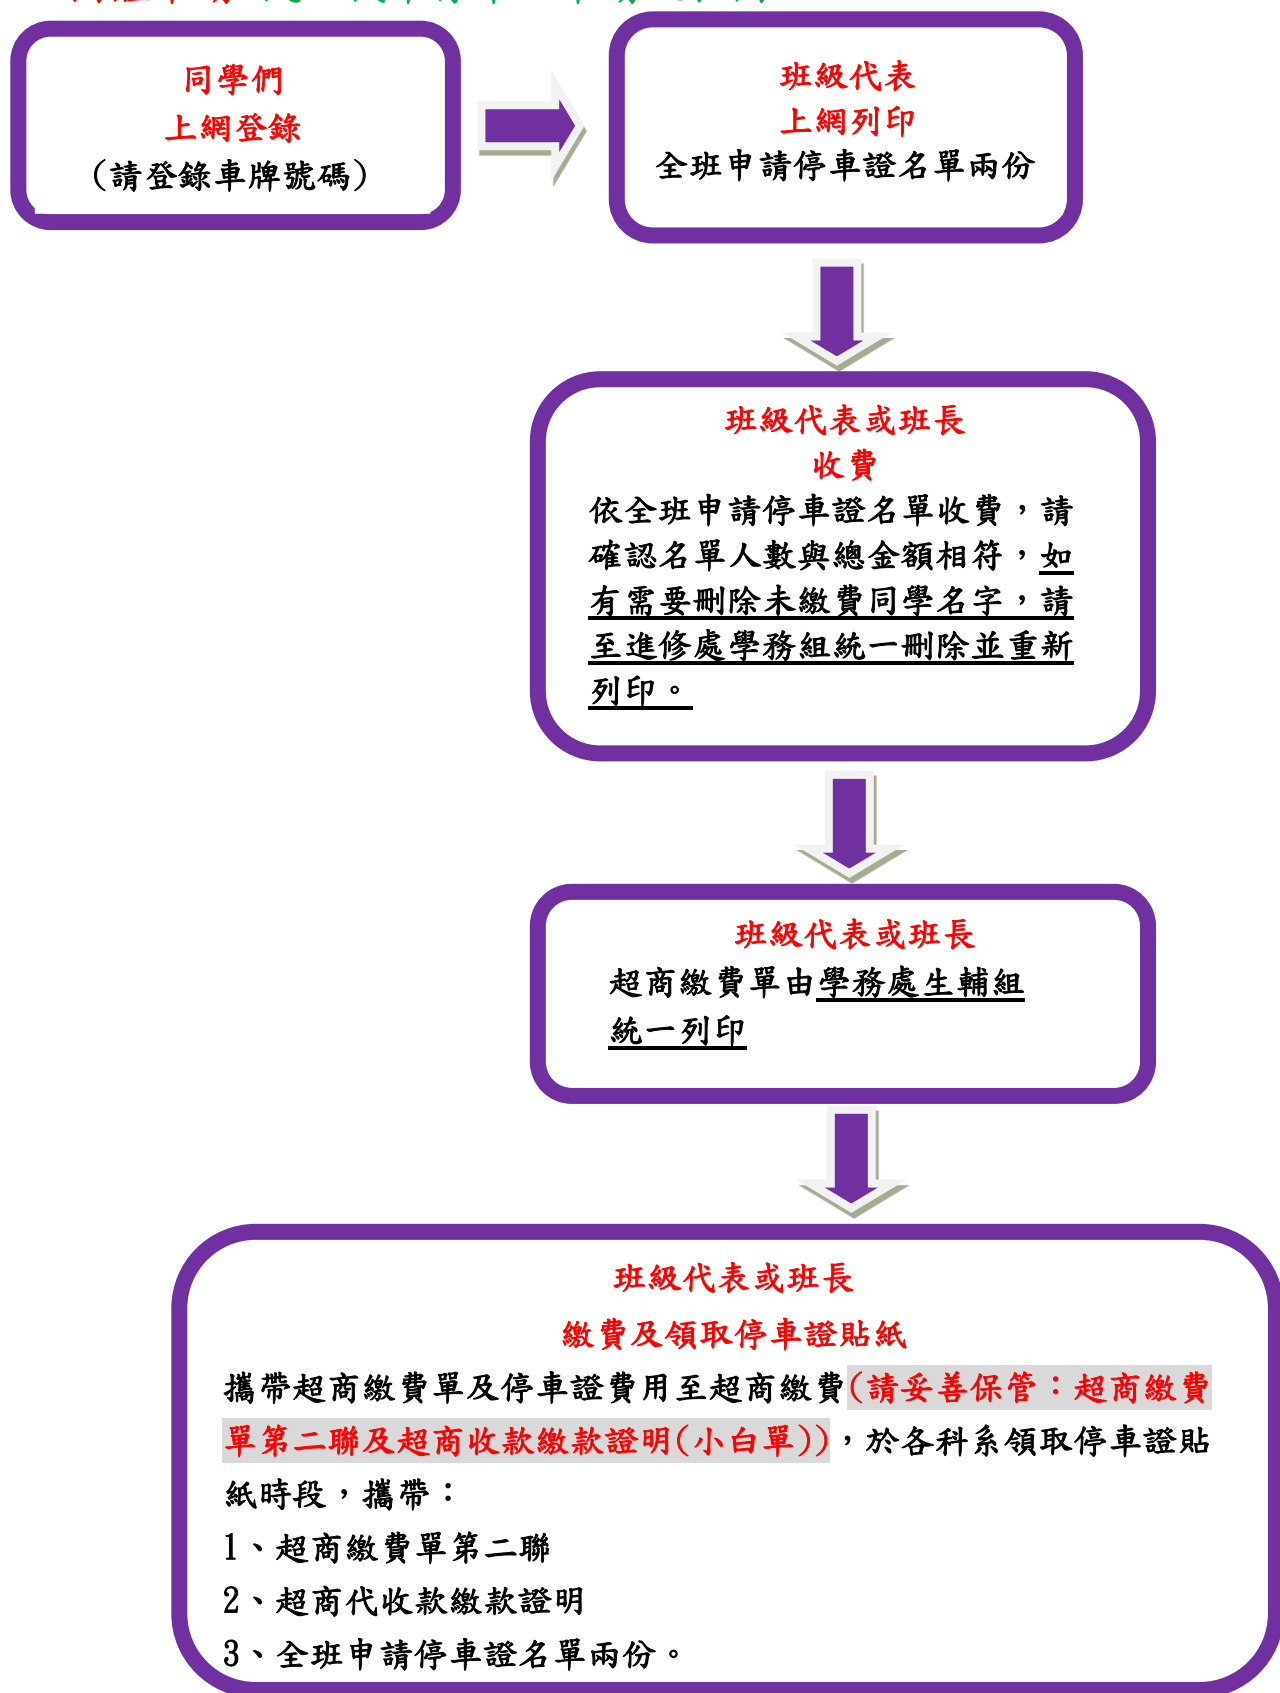 同學們
上網登錄
(請登錄車牌號碼)
班級代表
上網列印
全班申請停車證名單兩份
班級代表或班長
收費
依全班申請停車證名單收費，請
確認名單人數與總金額相符，如
有需要刪除未繳費同學名字，請
至進修處學務組統一刪除並重新
列印。
班級代表或班長
超商繳費單由學務處生輔組
統一列印
班級代表或班長
繳費及領取停車證貼紙
攜帶超商繳費單及停車證費用至超商繳費(請妥善保管：超商繳費
單第二聯及超商收款繳款證明(小白單))，於各科系領取停車證貼
紙時段，攜帶：
1、超商繳費單第二聯
2、超商代收款繳款證明
3、全班申請停車證名單兩份。